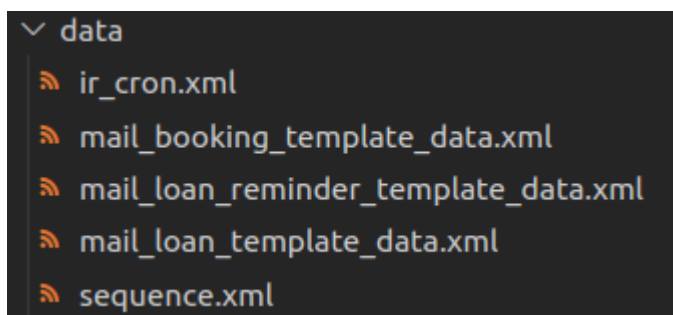 data
ir_cron.xml
mail_booking_template_data.xml
mail_loan_reminder_template_data.xml
mail_loan_template_data.xml
sequence.xml